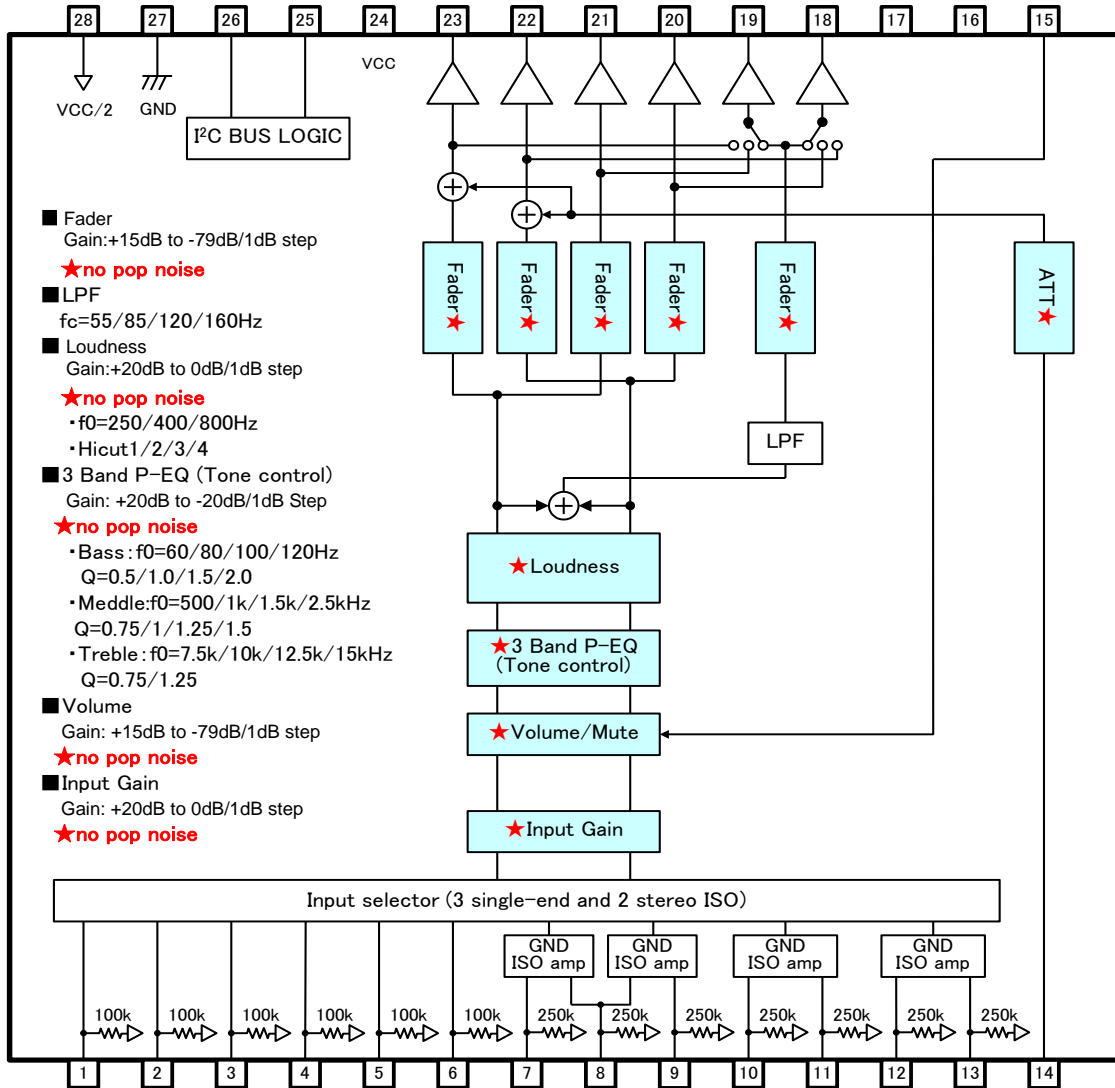 28 27 26 25 24 23 22 21 20 19 18 17 16 15
VCC/2
GND
VCC
I²C BUS LOGIC
■ Fader
Gain:+15dB to -79dB/1dB step
★no pop noise
■ LPF
fc=55/85/120/160Hz
■ Loudness
Gain:+20dB to 0dB/1dB step
★no pop noise
・f0=250/400/800Hz
・Hicut1/2/3/4
■3 Band P-EQ (Tone control)
Gain: +20dB to -20dB/1dB Step
★no pop noise
・Bass:f0=60/80/100/120Hz
Q=0.5/1.0/1.5/2.0
・Meddle:f0=500/1k/1.5k/2.5kHz
Q=0.75/1/1.25/1.5
・Treble:f0=7.5k/10k/12.5k/15kHz
Q=0.75/1.25
■Volume
Gain: +15dB to -79dB/1dB step
★no pop noise
■Input Gain
Gain: +20dB to 0dB/1dB step
★no pop noise
Fader★
Fader★
Fader★
Fader★
Fader★
ATT★
LPF
★Loudness
★3 Band P-EQ
(Tone control)
★Volume/Mute
★Input Gain
Input selector (3 single-end and 2 stereo ISO)
GND
ISO amp
GND
ISO amp
GND
ISO amp
GND
ISO amp
100k 100k 100k 100k 100k 100k 250k 250k 250k 250k 250k 250k 250k
1 2 3 4 5 6 7 8 9 10 11 12 13 14